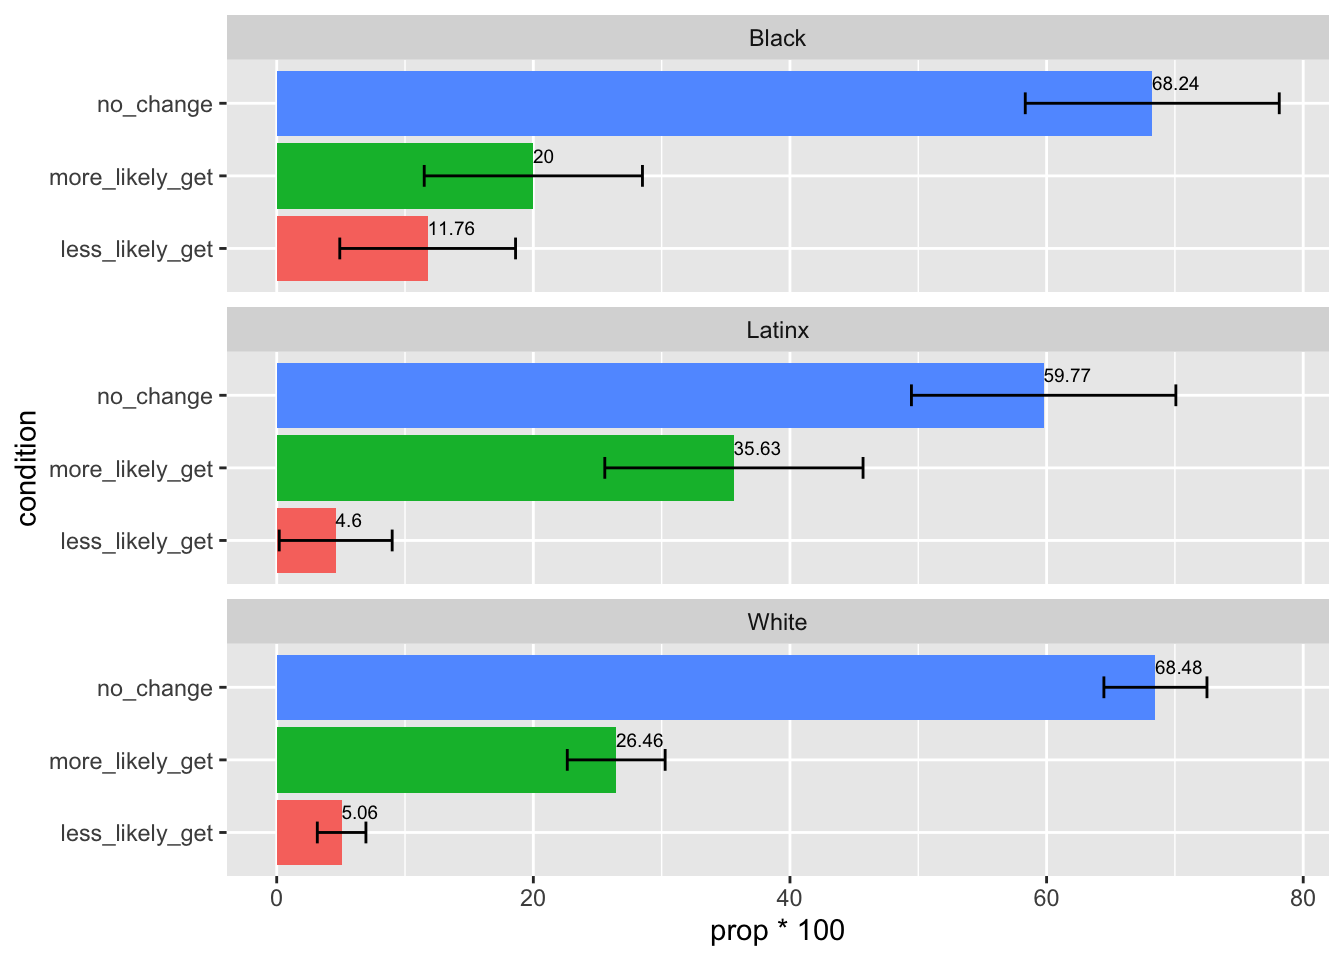 Black
no_change
68.24
more_likely_get
20
less_likely_get
11.76
Latinx
no_change
59.77
more_likely_get
35.63
less_likely_get
4.6
condition
White
no_change
68.48
more_likely_get
26.46
less_likely_get
5.06
0 20 40 60 80
prop * 100